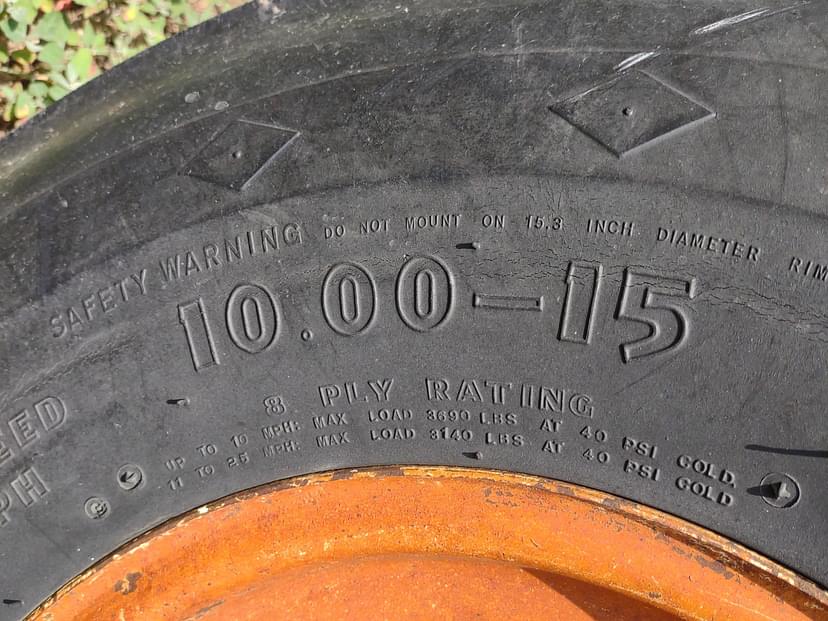 SAFETY WARNING DO NOT MOUNT ON 15.3 INCH DIAMETER RIM
10.00-15
8 PLY RATING
UP TO 10 MPH: MAX LOAD 3690 LBS AT 40 PSI COLD.
11 TO 25 MPH: MAX LOAD 3140 LBS AT 40 PSI COLD
EED
PH